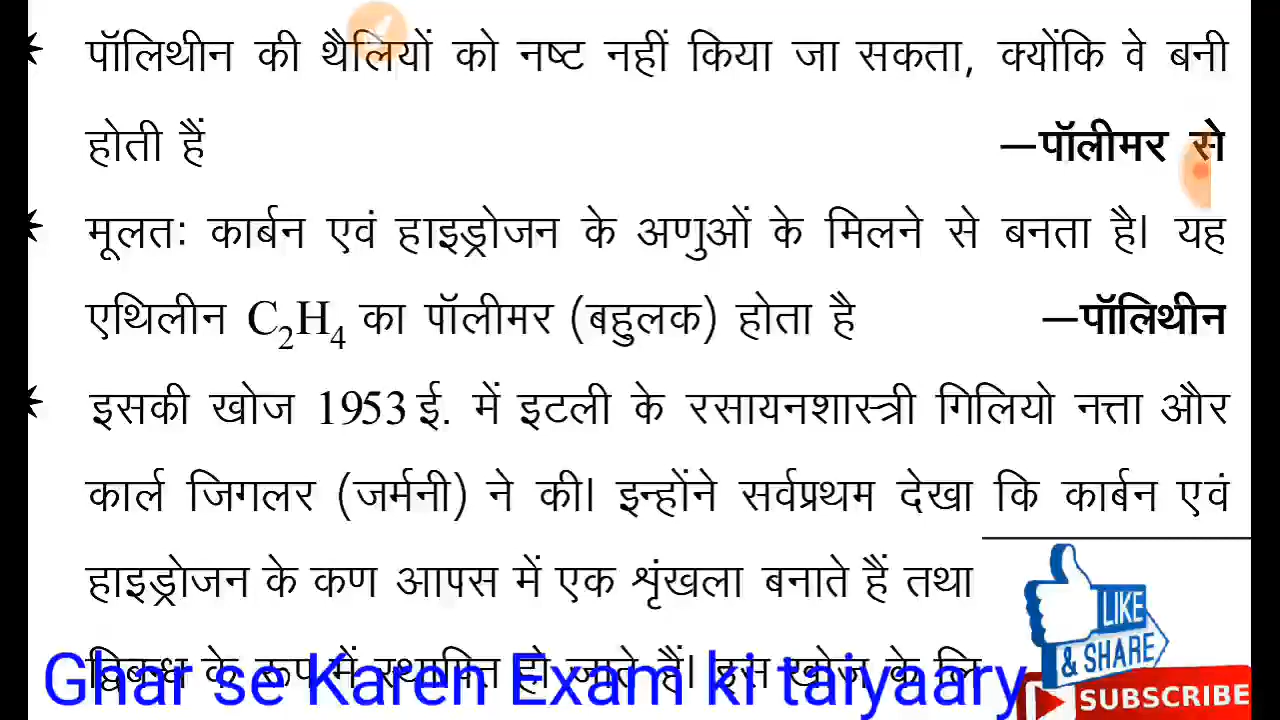 पॉलिथीन की थैलियों को नष्ट नहीं किया जा सकता, क्योंकि वे बनी
होती हैं —पॉलीमर से
मूलतः कार्बन एवं हाइड्रोजन के अणुओं के मिलने से बनता है। यह
एथिलीन C₂H₄ का पॉलीमर (बहुलक) होता है —पॉलिथीन
इसकी खोज 1953 ई. में इटली के रसायनशास्त्री गिलियो नत्ता और
कार्ल जिगलर (जर्मनी) ने की। इन्होंने सर्वप्रथम देखा कि कार्बन एवं
हाइड्रोजन के कण आपस में एक शृंखला बनाते हैं तथा
द्विबन्ध के रूप में स्थापित हो जाते हैं। इस खोज के लि
Ghar se Karen Exam ki taiyaary
LIKE
& SHARE
SUBSCRIBE